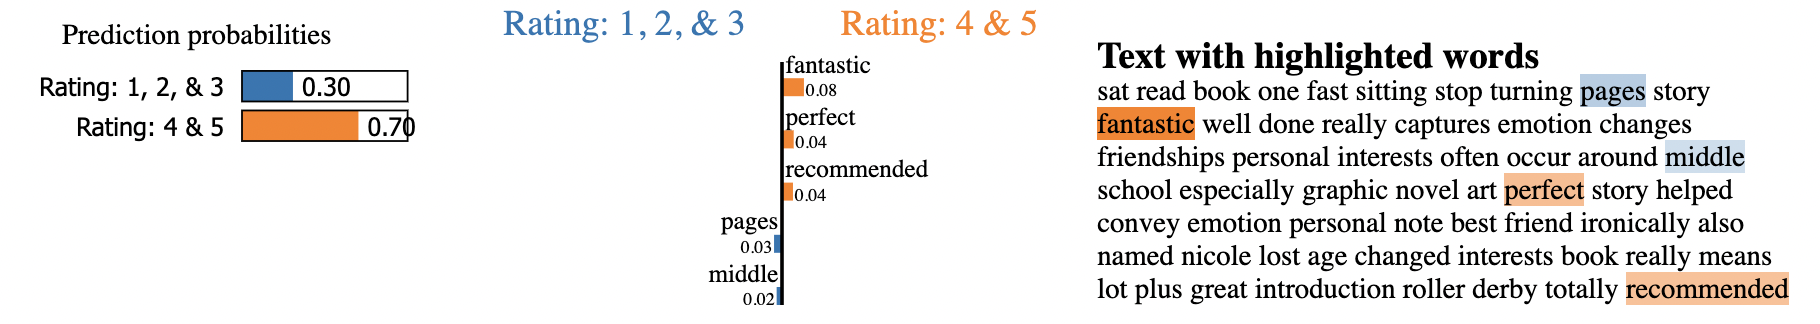 Prediction probabilities
Rating: 1, 2, & 3 0.30
Rating: 4 & 5 0.70
Rating: 1, 2, & 3 Rating: 4 & 5
fantastic
0.08
perfect
0.04
recommended
0.04
pages
0.03
middle
0.02
Text with highlighted words
sat read book one fast sitting stop turning pages story
fantastic well done really captures emotion changes
friendships personal interests often occur around middle
school especially graphic novel art perfect story helped
convey emotion personal note best friend ironically also
named nicole lost age changed interests book really means
lot plus great introduction roller derby totally recommended